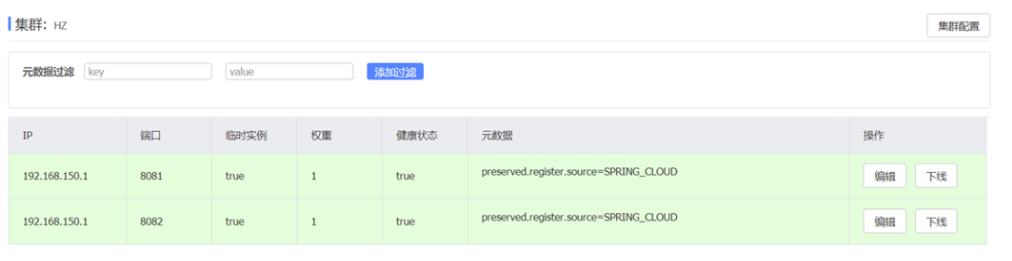 集群： HZ
集群配置
元数据过滤 key value 添加过滤
IP 端口 临时实例 权重 健康状态 元数据 操作
192.168.150.1 8081 true 1 true preserved.register.source=SPRING_CLOUD 编辑 下线
192.168.150.1 8082 true 1 true preserved.register.source=SPRING_CLOUD 编辑 下线